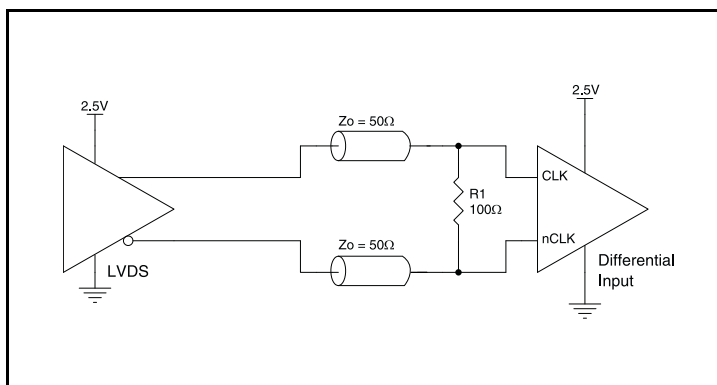 2.5V
2.5V
Zo = 50Ω
CLK
R1
100Ω
Zo = 50Ω
nCLK
LVDS
Differential
Input